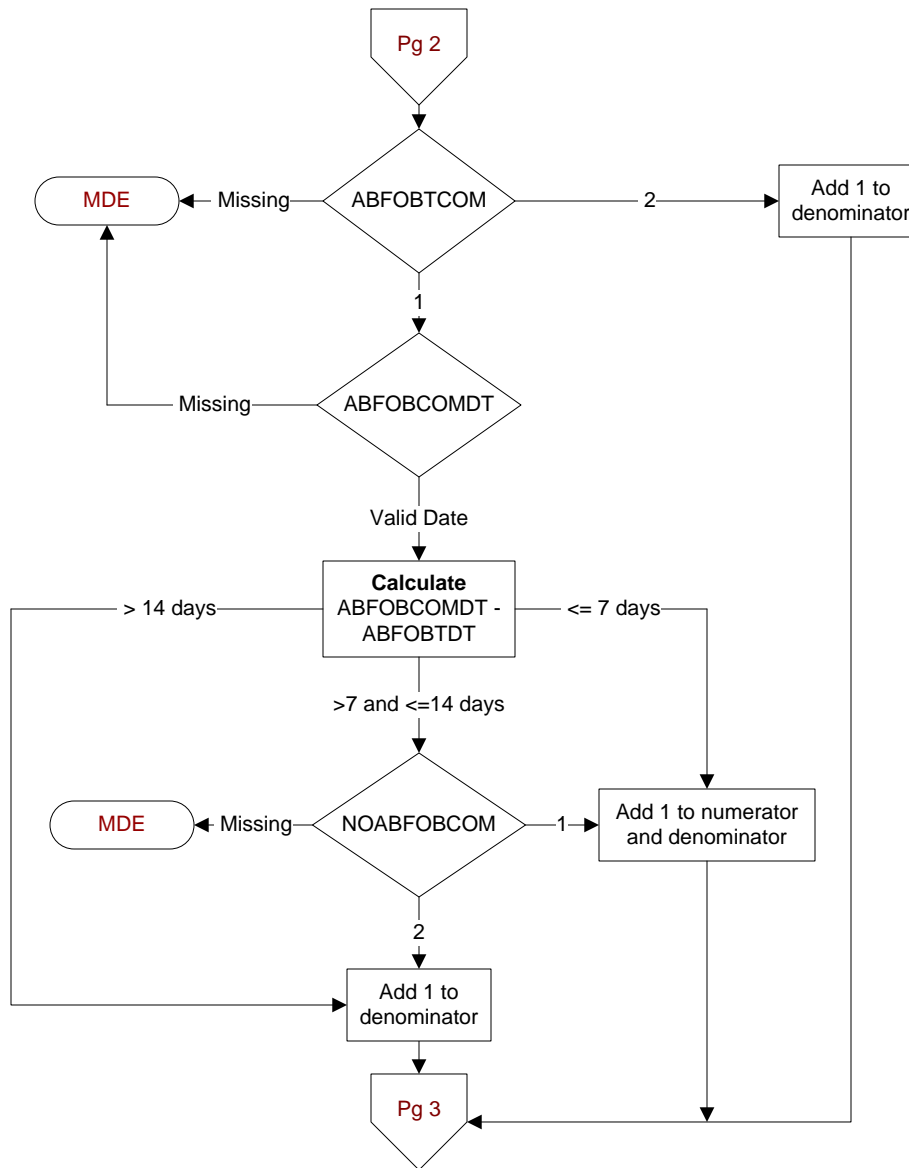 Pg 2
ABFOBTCOM
Missing
MDE
2
Add 1 to
denominator
1
ABFOBCOMDT
Missing
Valid Date
Calculate
ABFOBCOMDT -
ABFOBTDT
> 14 days
<= 7 days
>7 and <=14 days
NOABFOBCOM
Missing
MDE
1
Add 1 to numerator
and denominator
2
Add 1 to
denominator
Pg 3